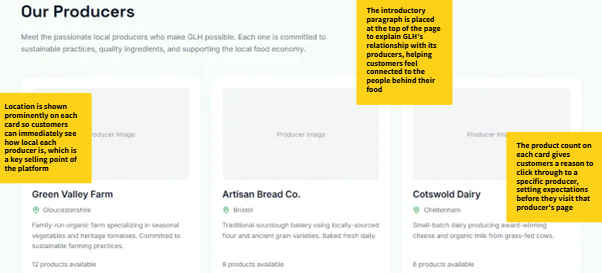 Our Producers
Meet the passionate local producers who make GLH possible. Each one is committed to
sustainable practices, quality ingredients, and supporting the local food economy.
The introductory
paragraph is placed
at the top of the page
to explain GLH's
relationship with its
producers, helping
customers feel
connected to the
people behind their
food
Location is shown
prominently on each
card so customers
can immediately see
how local each
producer is, which is
a key selling point of
the platform
Image
Producer Image
Producer
The product count on
each card gives
customers a reason to
click through to a
specific producer,
setting expectations
before they visit that
producer's page
Green Valley Farm
Gloucestershire
Family-run organic farm specializing in seasonal
vegetables and heritage tomatoes. Committed to
sustainable farming practices.
12 products available
Artisan Bread Co.
Bristol
Traditional sourdough bakery using locally-sourced
flour and ancient grain varieties. Baked fresh daily.
8 products available
Cotswold Dairy
Cheltenham
Small-batch dairy producing award-winning
cheese and organic milk from grass-fed cows.
6 products available